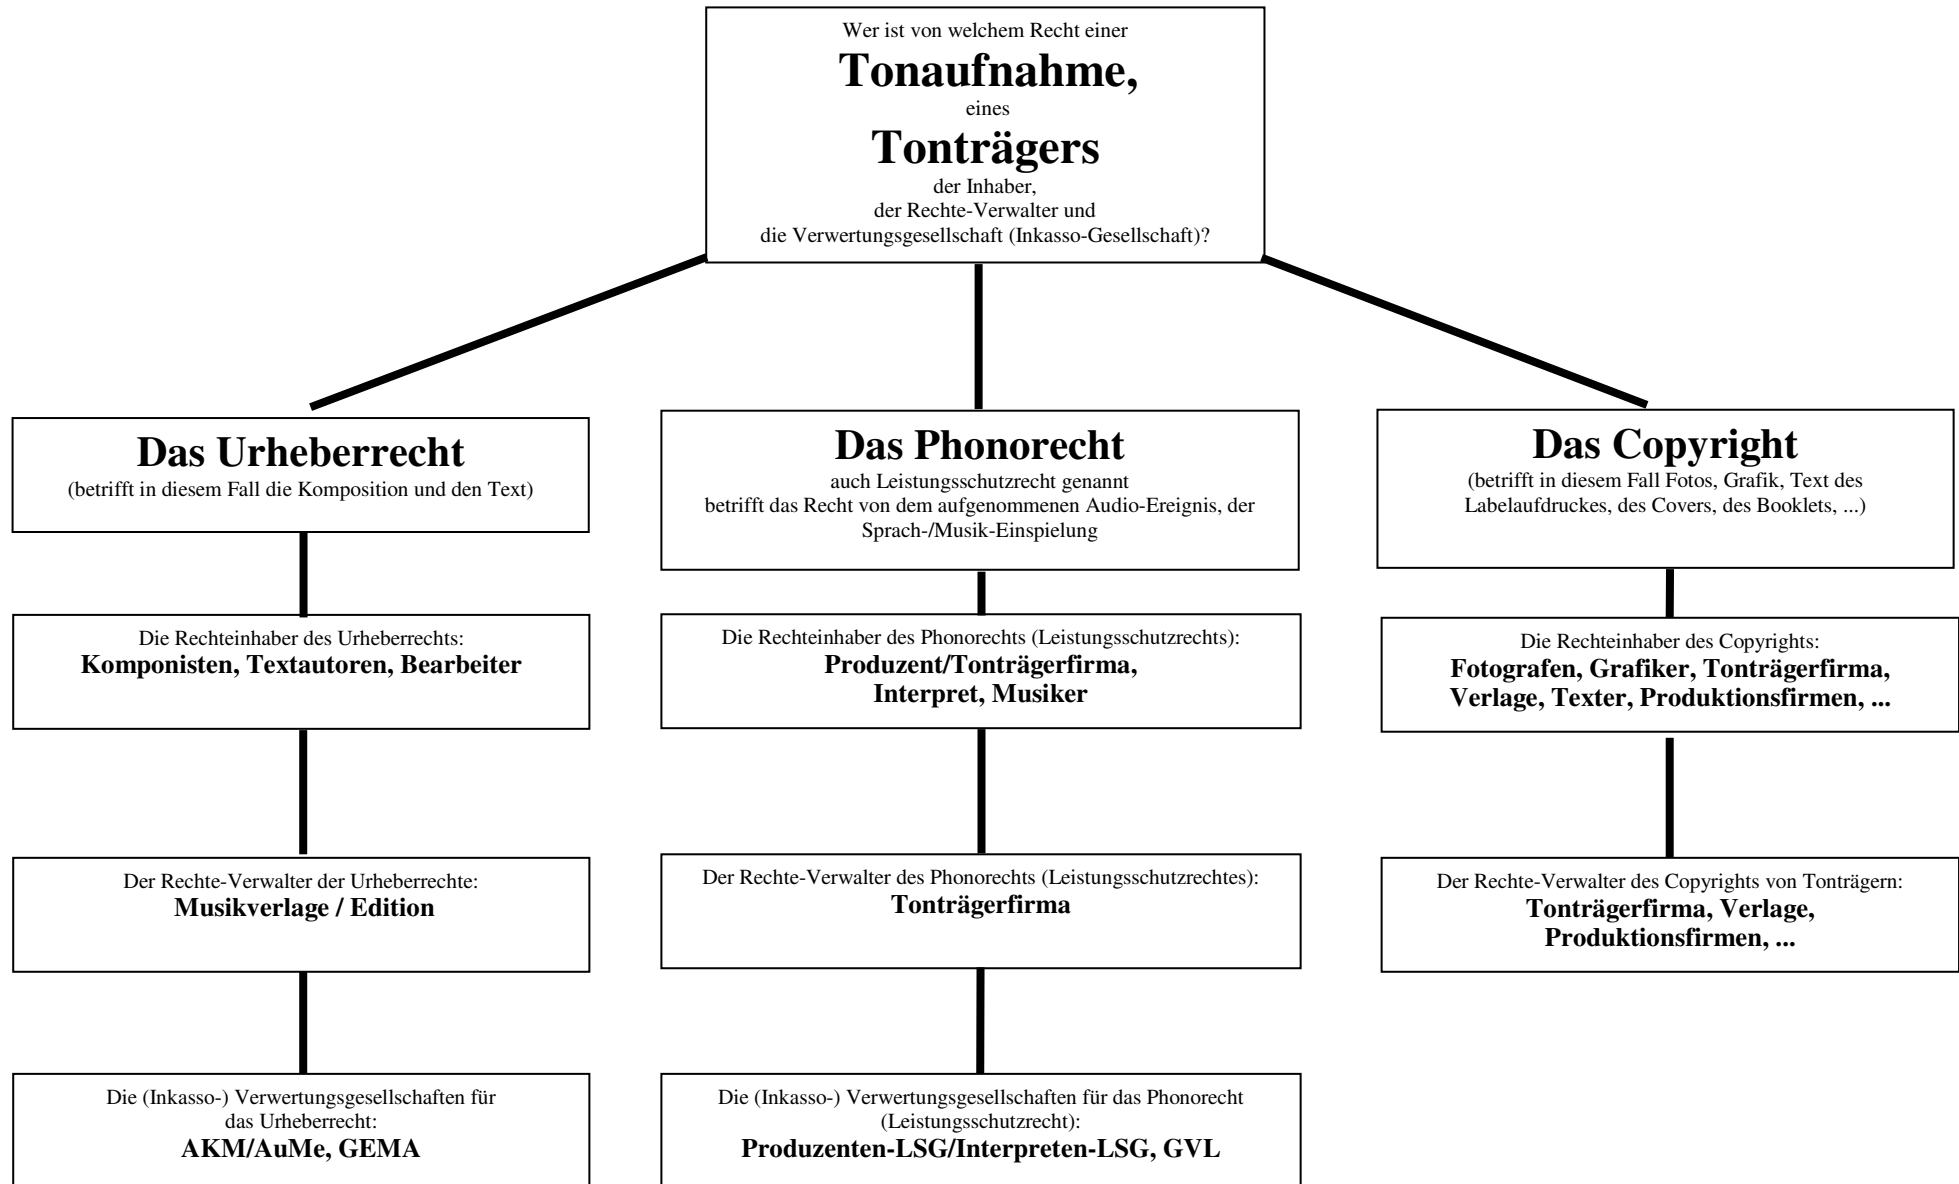 Wer ist von welchem Recht einer
Tonaufnahme,
eines
Tonträgers
der Inhaber,
der Rechte-Verwalter und
die Verwertungsgesellschaft (Inkasso-Gesellschaft)?
Das Urheberrecht
(betrifft in diesem Fall die Komposition und den Text)
Die Rechteinhaber des Urheberrechts:
Komponisten, Textautoren, Bearbeiter
Der Rechte-Verwalter der Urheberrechte:
Musikverlage / Edition
Die (Inkasso-) Verwertungsgesellschaften für
das Urheberrecht:
AKM/AuMe, GEMA
Das Phonorecht
auch Leistungsschutzrecht genannt
betrifft das Recht von dem aufgenommenen Audio-Ereignis, der
Sprach-/Musik-Einspielung
Die Rechteinhaber des Phonorechts (Leistungsschutzrechts):
Produzent/Tonträgerfirma,
Interpret, Musiker
Der Rechte-Verwalter des Phonorechts (Leistungsschutzrechtes):
Tonträgerfirma
Die (Inkasso-) Verwertungsgesellschaften für das Phonorecht
(Leistungsschutzrecht):
Produzenten-LSG/Interpreten-LSG, GVL
Das Copyright
(betrifft in diesem Fall Fotos, Grafik, Text des
Labelaufdruckes, des Covers, des Booklets, ...)
Die Rechteinhaber des Copyrights:
Fotografen, Grafiker, Tonträgerfirma,
Verlage, Texter, Produktionsfirmen, ...
Der Rechte-Verwalter des Copyrights von Tonträgern:
Tonträgerfirma, Verlage,
Produktionsfirmen, ...